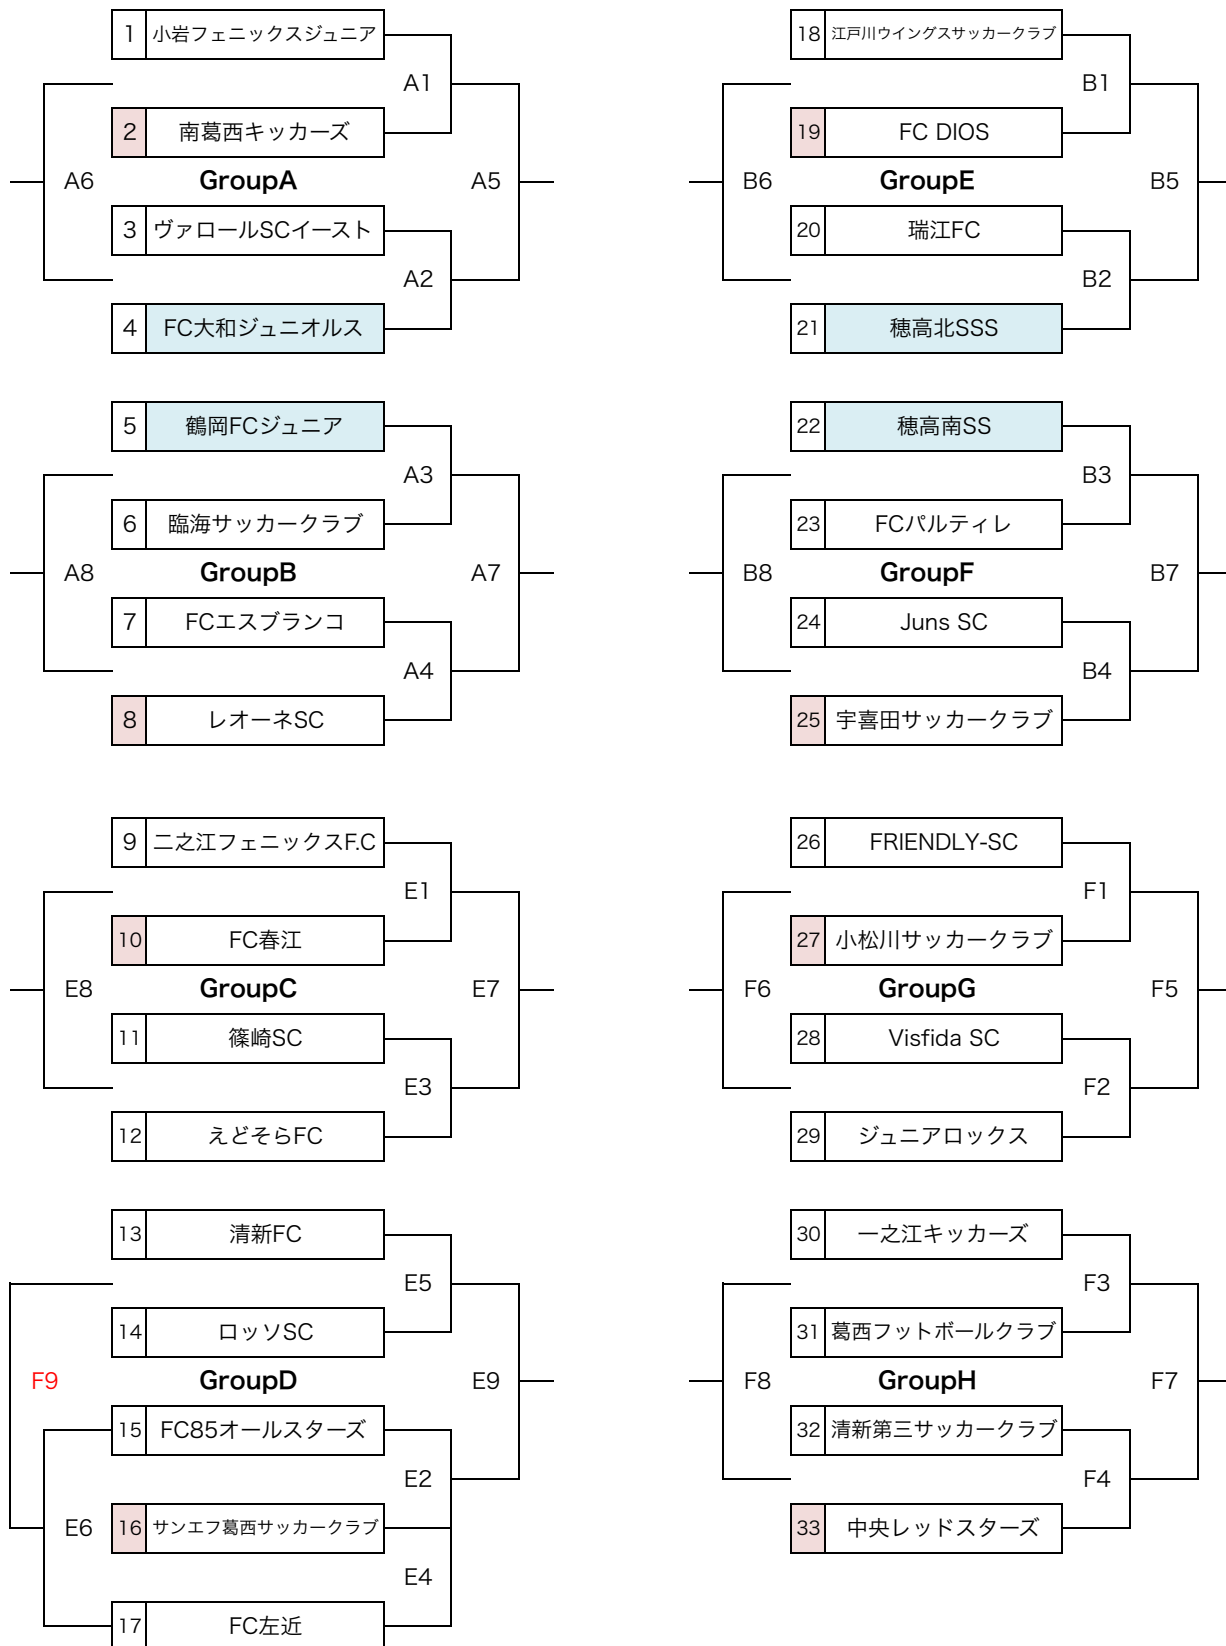 1 小岩フェニックスジュニア
A1
2 南葛西キッカーズ
A6 GroupA A5
3 ヴァロールSCイースト
A2
4 FC大和ジュニオルス
5 鶴岡FCジュニア
A3
6 臨海サッカークラブ
A8 GroupB A7
7 FCエスブランコ
A4
8 レオーネSC
9 二之江フェニックスF.C
E1
10 FC春江
E8 GroupC E7
11 篠崎SC
E3
12 えどそらFC
13 清新FC
E5
14 ロッソSC
F9 GroupD E9
15 FC85オールスターズ
E2
E6 16 サンエフ葛西サッカークラブ
E4
17 FC左近
18 江戸川ウイングスサッカークラブ
B1
19 FC DIOS
B6 GroupE B5
20 瑞江FC
B2
21 穂高北SSS
22 穂高南SS
B3
23 FCパルティレ
B8 GroupF B7
24 Juns SC
B4
25 宇喜田サッカークラブ
26 FRIENDLY-SC
F1
27 小松川サッカークラブ
F6 GroupG F5
28 Visfida SC
F2
29 ジュニアロックス
30 一之江キッカーズ
F3
31 葛西フットボールクラブ
F8 GroupH F7
32 清新第三サッカークラブ
F4
33 中央レッドスターズ